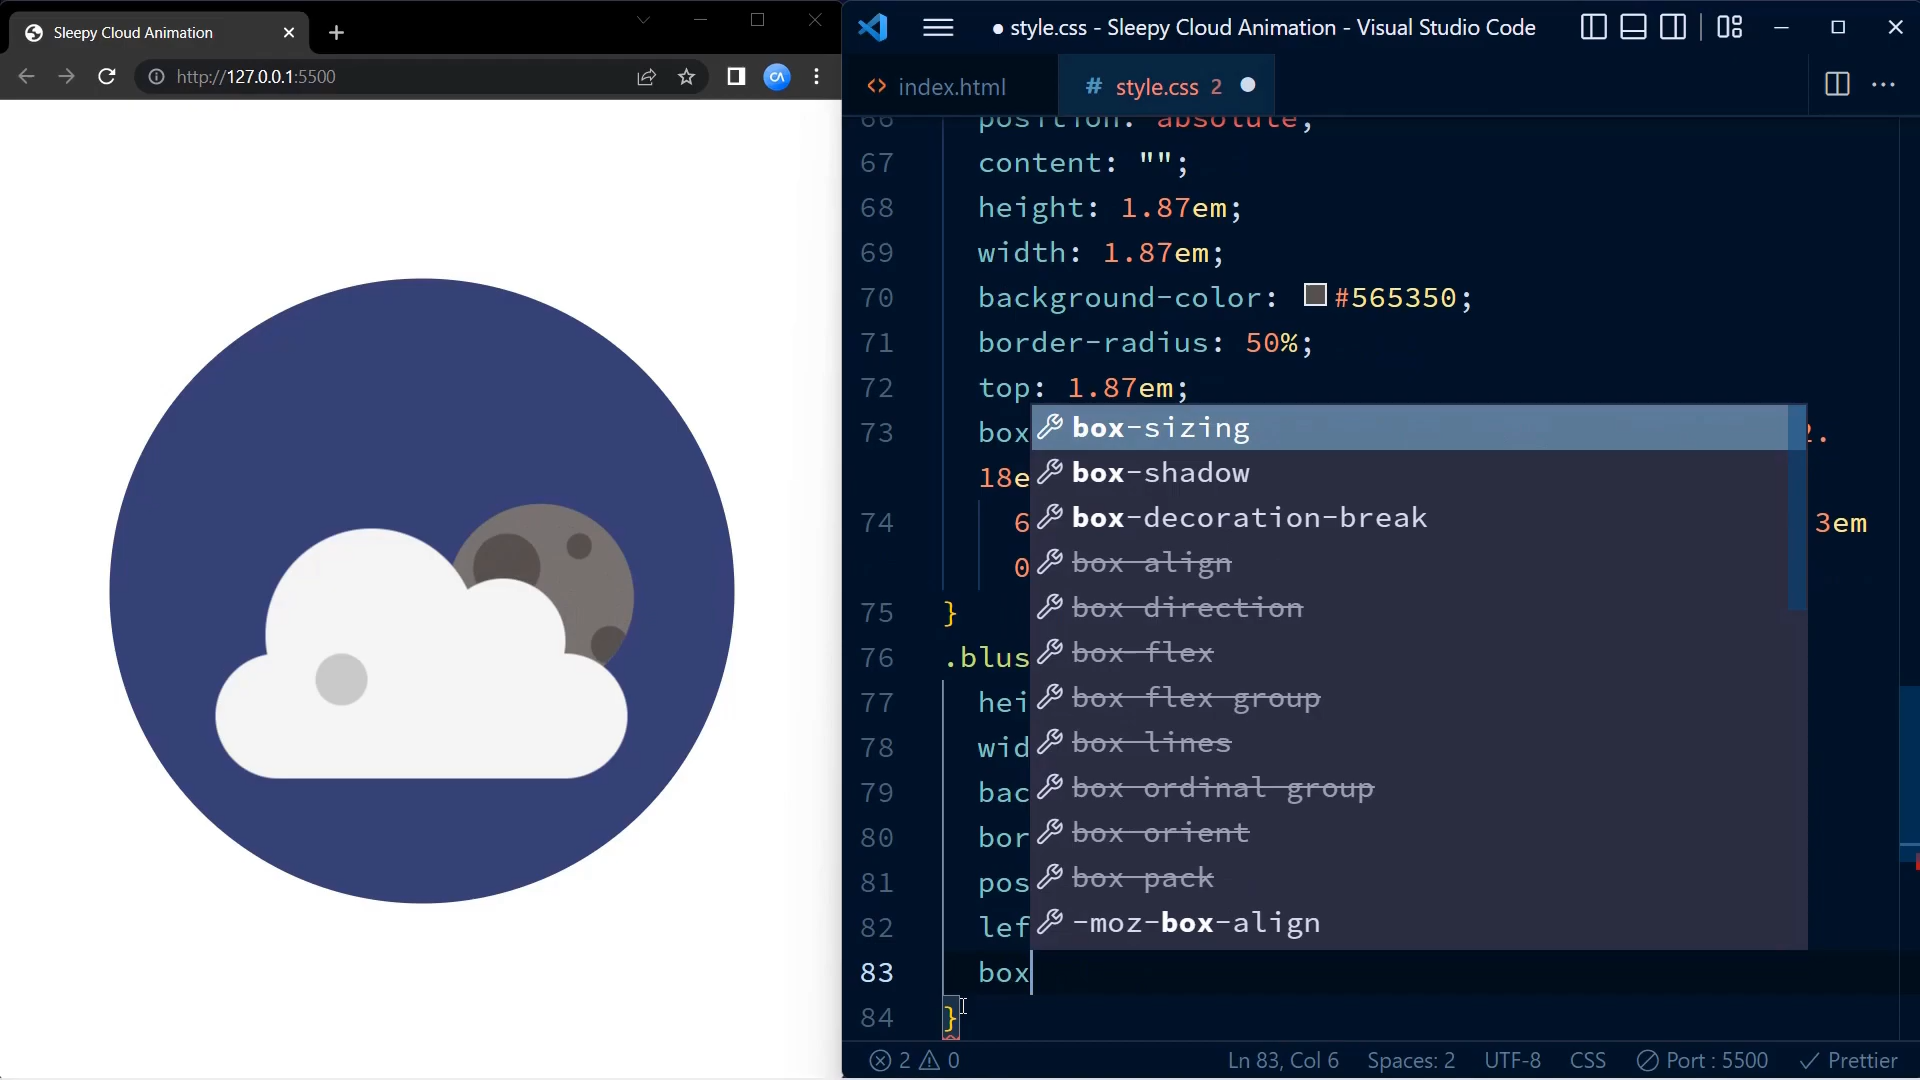 Sleepy Cloud Animation
http://127.0.0.1:5500
CA
● style.css - Sleepy Cloud Animation - Visual Studio Code
<> index.html
# style.css 2 ●
66 position: absolute;
67 content: "";
68 height: 1.87em;
69 width: 1.87em;
70 background-color: #565350;
71 border-radius: 50%;
72 top: 1.87em;
73 box
18e
74 6 3em
0
75 }
76 .blus
77 hei
78 wid
79 bac
80 bor
81 pos
82 lef
83 box
84 }
box-sizing
box-shadow
box-decoration-break
box-align
box-direction
box-flex
box-flex-group
box-lines
box-ordinal-group
box-orient
box-pack
-moz-box-align
2 0 Ln 83, Col 6 Spaces: 2 UTF-8 CSS Port : 5500 Prettier